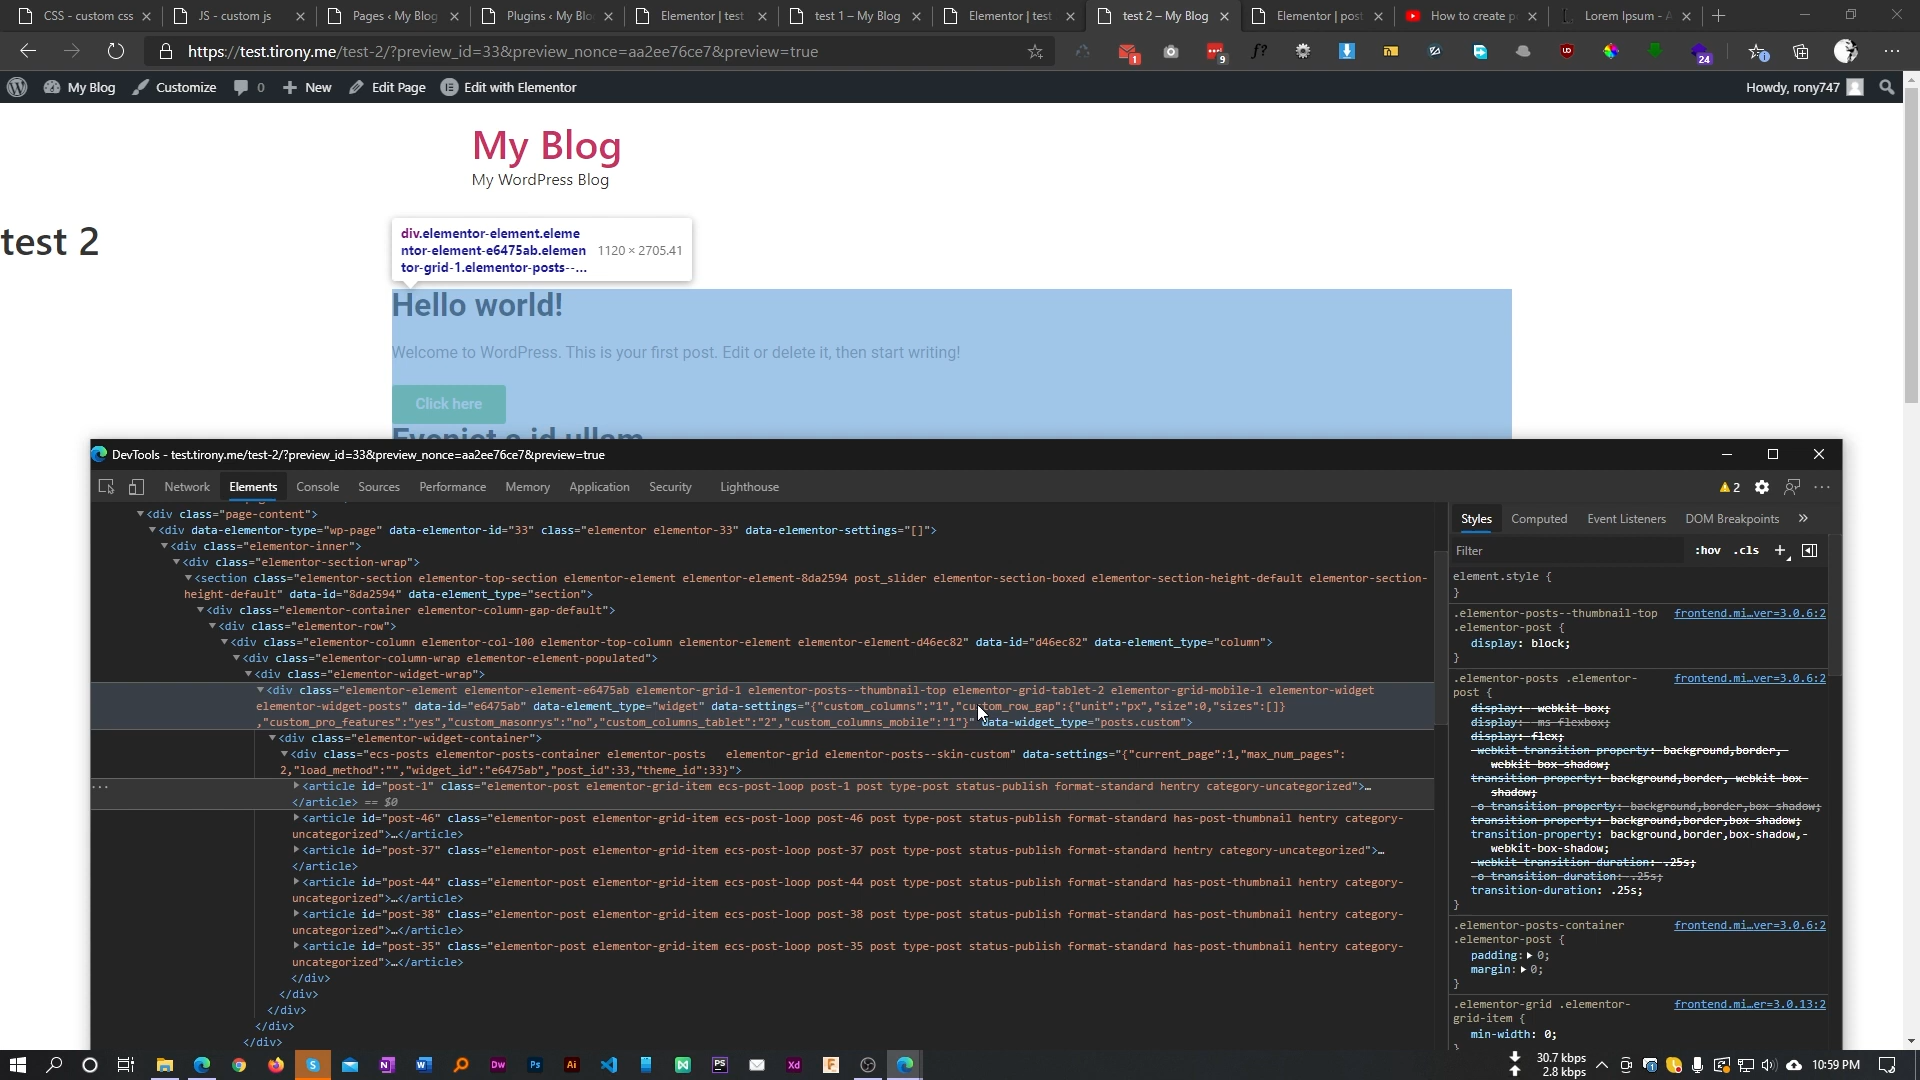 CSS - custom css
JS - custom js
Pages ‹ My Blog
Plugins ‹ My Blo
Elementor | test
test 1 – My Blog
Elementor | test
test 2 – My Blog
Elementor | post
How to create p
Lorem Ipsum - A
https://test.tirony.me/test-2/?preview_id=33&preview_nonce=aa2ee76ce7&preview=true
1
9
f?
24
My Blog
Customize
0
New
Edit Page
Edit with Elementor
Howdy, rony747
My Blog
My WordPress Blog
test 2
div.elementor-element.eleme
ntor-element-e6475ab.elemen
tor-grid-1.elementor-posts--...
1120 × 2705.41
Hello world!
Welcome to WordPress. This is your first post. Edit or delete it, then start writing!
Click here
DevTools - test.tirony.me/test-2/?preview_id=33&preview_nonce=aa2ee76ce7&preview=true
Network
Elements
Console
Sources
Performance
Memory
Application
Security
Lighthouse
2
<div class="page-content">
<div data-elementor-type="wp-page" data-elementor-id="33" class="elementor elementor-33" data-elementor-settings="[]">
<div class="elementor-inner">
<div class="elementor-section-wrap">
<section class="elementor-section elementor-top-section elementor-element elementor-element-8da2594 post_slider elementor-section-boxed elementor-section-height-default elementor-section-
height-default" data-id="8da2594" data-element_type="section">
<div class="elementor-container elementor-column-gap-default">
<div class="elementor-row">
<div class="elementor-column elementor-col-100 elementor-top-column elementor-element elementor-element-d46ec82" data-id="d46ec82" data-element_type="column">
<div class="elementor-column-wrap elementor-element-populated">
<div class="elementor-widget-wrap">
<div class="elementor-element elementor-element-e6475ab elementor-grid-1 elementor-posts--thumbnail-top elementor-grid-tablet-2 elementor-grid-mobile-1 elementor-widget
elementor-widget-posts" data-id="e6475ab" data-element_type="widget" data-settings="{"custom_columns":"1","custom_row_gap":{"unit":"px","size":0,"sizes":[]}
,"custom_pro_features":"yes","custom_masonrys":"no","custom_columns_tablet":"2","custom_columns_mobile":"1"}" data-widget_type="posts.custom">
<div class="elementor-widget-container">
<div class="ecs-posts elementor-posts-container elementor-posts   elementor-grid elementor-posts--skin-custom" data-settings="{"current_page":1,"max_num_pages":
2,"load_method":"","widget_id":"e6475ab","post_id":33,"theme_id":33}">
<article id="post-1" class="elementor-post elementor-grid-item ecs-post-loop post-1 post type-post status-publish format-standard hentry category-uncategorized">…
</article> == $0
<article id="post-46" class="elementor-post elementor-grid-item ecs-post-loop post-46 post type-post status-publish format-standard has-post-thumbnail hentry category-
uncategorized">…</article>
<article id="post-37" class="elementor-post elementor-grid-item ecs-post-loop post-37 post type-post status-publish format-standard hentry category-uncategorized">…
</article>
<article id="post-44" class="elementor-post elementor-grid-item ecs-post-loop post-44 post type-post status-publish format-standard has-post-thumbnail hentry category-
uncategorized">…</article>
<article id="post-38" class="elementor-post elementor-grid-item ecs-post-loop post-38 post type-post status-publish format-standard has-post-thumbnail hentry category-
uncategorized">…</article>
<article id="post-35" class="elementor-post elementor-grid-item ecs-post-loop post-35 post type-post status-publish format-standard has-post-thumbnail hentry category-
uncategorized">…</article>
</div>
</div>
</div>
</div>
</div>
Styles
Computed
Event Listeners
DOM Breakpoints
Filter
:hov
.cls
element.style {
}
.elementor-posts--thumbnail-top
frontend.mi…ver=3.0.6:2
.elementor-post {
display: block;
}
.elementor-posts .elementor-
frontend.mi…ver=3.0.6:2
post {
display: -webkit-box;
display: -ms-flexbox;
display: flex;
-webkit-transition-property: background,border,-
webkit-box-shadow;
transition-property: background,border,-webkit-box-
shadow;
-o-transition-property: background,border,box-shadow;
transition-property: background,border,box-shadow;
transition-property: background,border,box-shadow,-
webkit-box-shadow;
-webkit-transition-duration: .25s;
-o-transition-duration: .25s;
transition-duration: .25s;
}
.elementor-posts-container
frontend.mi…ver=3.0.6:2
.elementor-post {
padding: 0;
margin: 0;
}
.elementor-grid .elementor-
frontend.mi…er=3.0.13:2
grid-item {
min-width: 0;
30.7 kbps
2.8 kbps
10:59 PM